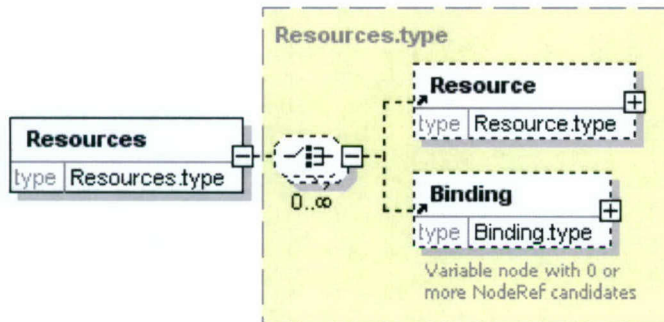 Resources.type
Resource
type Resource.type
Resources
type Resources.type
0..∞
Binding
type Binding.type
Variable node with 0 or
more NodeRef candidates